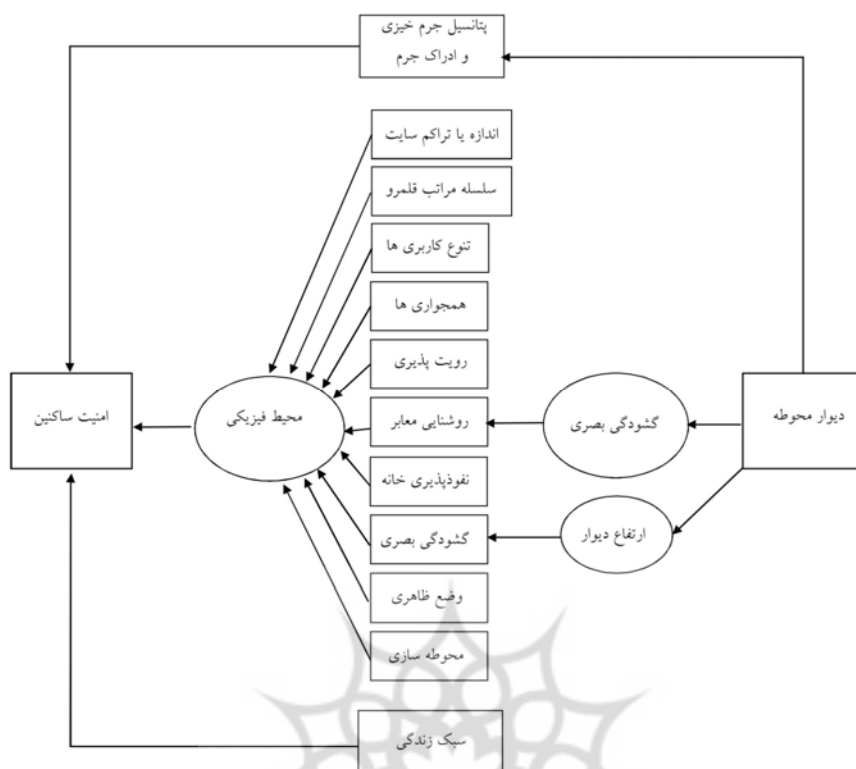 پتانسیل جرم خیزی
و ادراک جرم
اندازه یا تراکم سایت
سلسله مراتب قلمرو
تنوع کاربری ها
همجواری ها
رویت پذیری
دیوار محوطه
گشودگی بصری
روشنایی معابر
محیط فیزیکی
امنیت ساکنین
نفوذپذیری خانه
ارتفاع دیوار
گشودگی بصری
وضع ظاهری
محوطه سازی
سبک زندگی